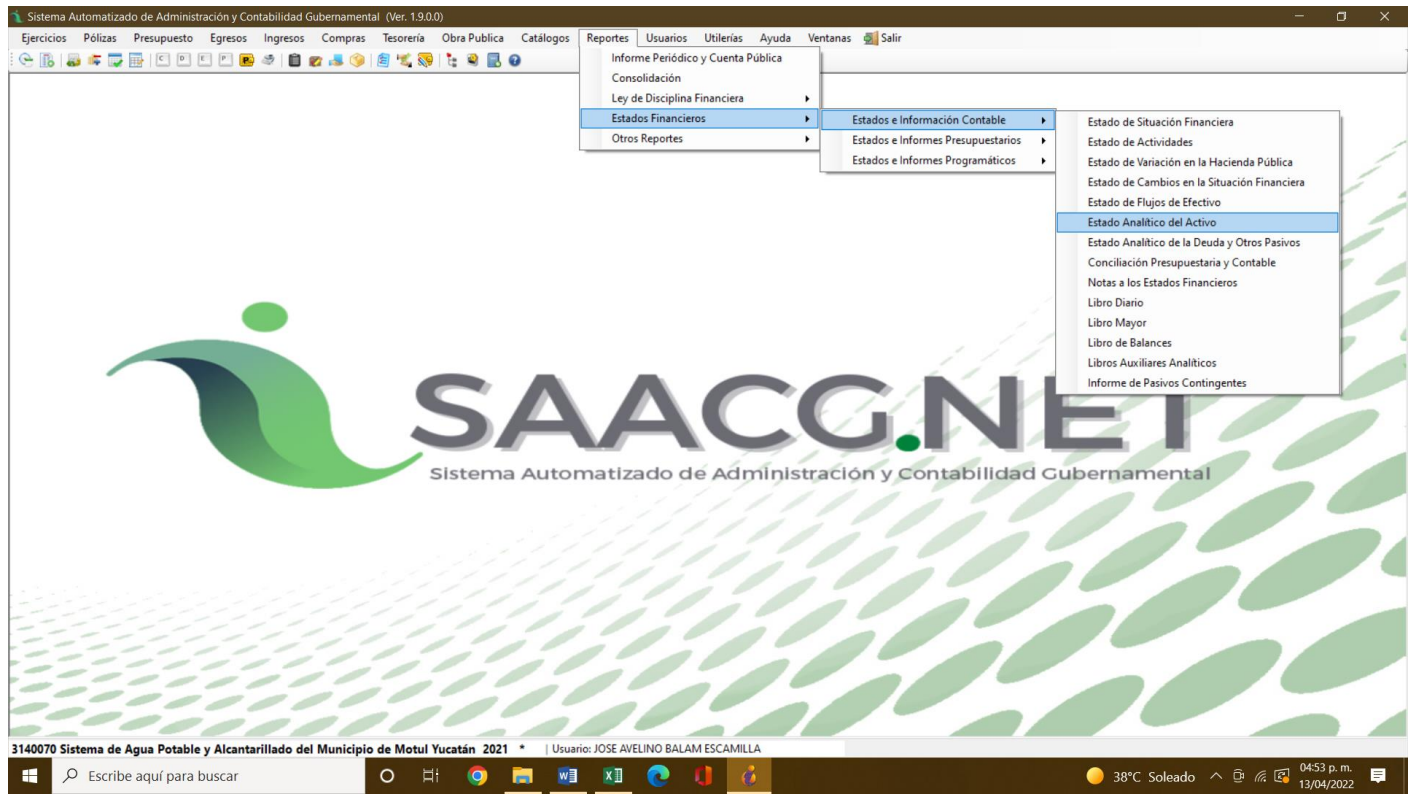 Sistema Automatizado de Administración y Contabilidad Gubernamental (Ver. 1.9.0.0)
Ejercicios Pólizas Presupuesto Egresos Ingresos Compras Tesorería Obra Publica Catálogos Reportes Usuarios Utilerías Ayuda Ventanas Salir
Informe Periódico y Cuenta Pública
Consolidación
Ley de Disciplina Financiera
Estados Financieros
Otros Reportes
Estados e Información Contable
Estados e Informes Presupuestarios
Estados e Informes Programáticos
Estado de Situación Financiera
Estado de Actividades
Estado de Variación en la Hacienda Pública
Estado de Cambios en la Situación Financiera
Estado de Flujos de Efectivo
Estado Analítico del Activo
Estado Analítico de la Deuda y Otros Pasivos
Conciliación Presupuestaria y Contable
Notas a los Estados Financieros
Libro Diario
Libro Mayor
Libro de Balances
Libros Auxiliares Analíticos
Informe de Pasivos Contingentes
SAACG.NET
Sistema Automatizado de Administración y Contabilidad Gubernamental
3140070 Sistema de Agua Potable y Alcantarillado del Municipio de Motul Yucatán 2021 * | Usuario: JOSE AVELINO BALAM ESCAMILLA
Escribe aquí para buscar
38°C Soleado
04:53 p. m.
13/04/2022